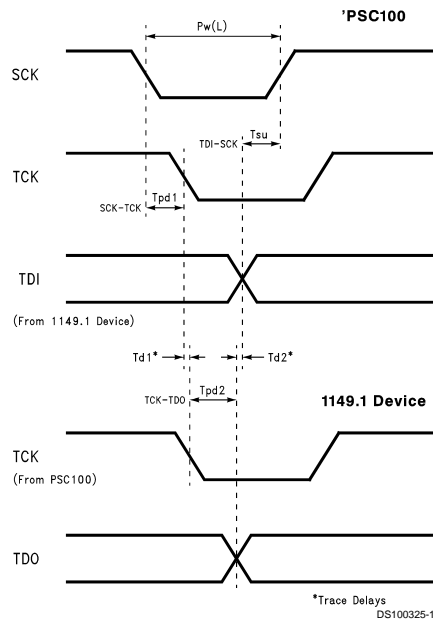 'PSC100
Pw(L)
SCK
TDI-SCK
Tsu
TCK
SCK-TCK
Tpd1
TDI
(From 1149.1 Device)
Td1*
Td2*
TCK-TDO
Tpd2
1149.1 Device
TCK
(From PSC100)
TDO
*Trace Delays
DS100325-1